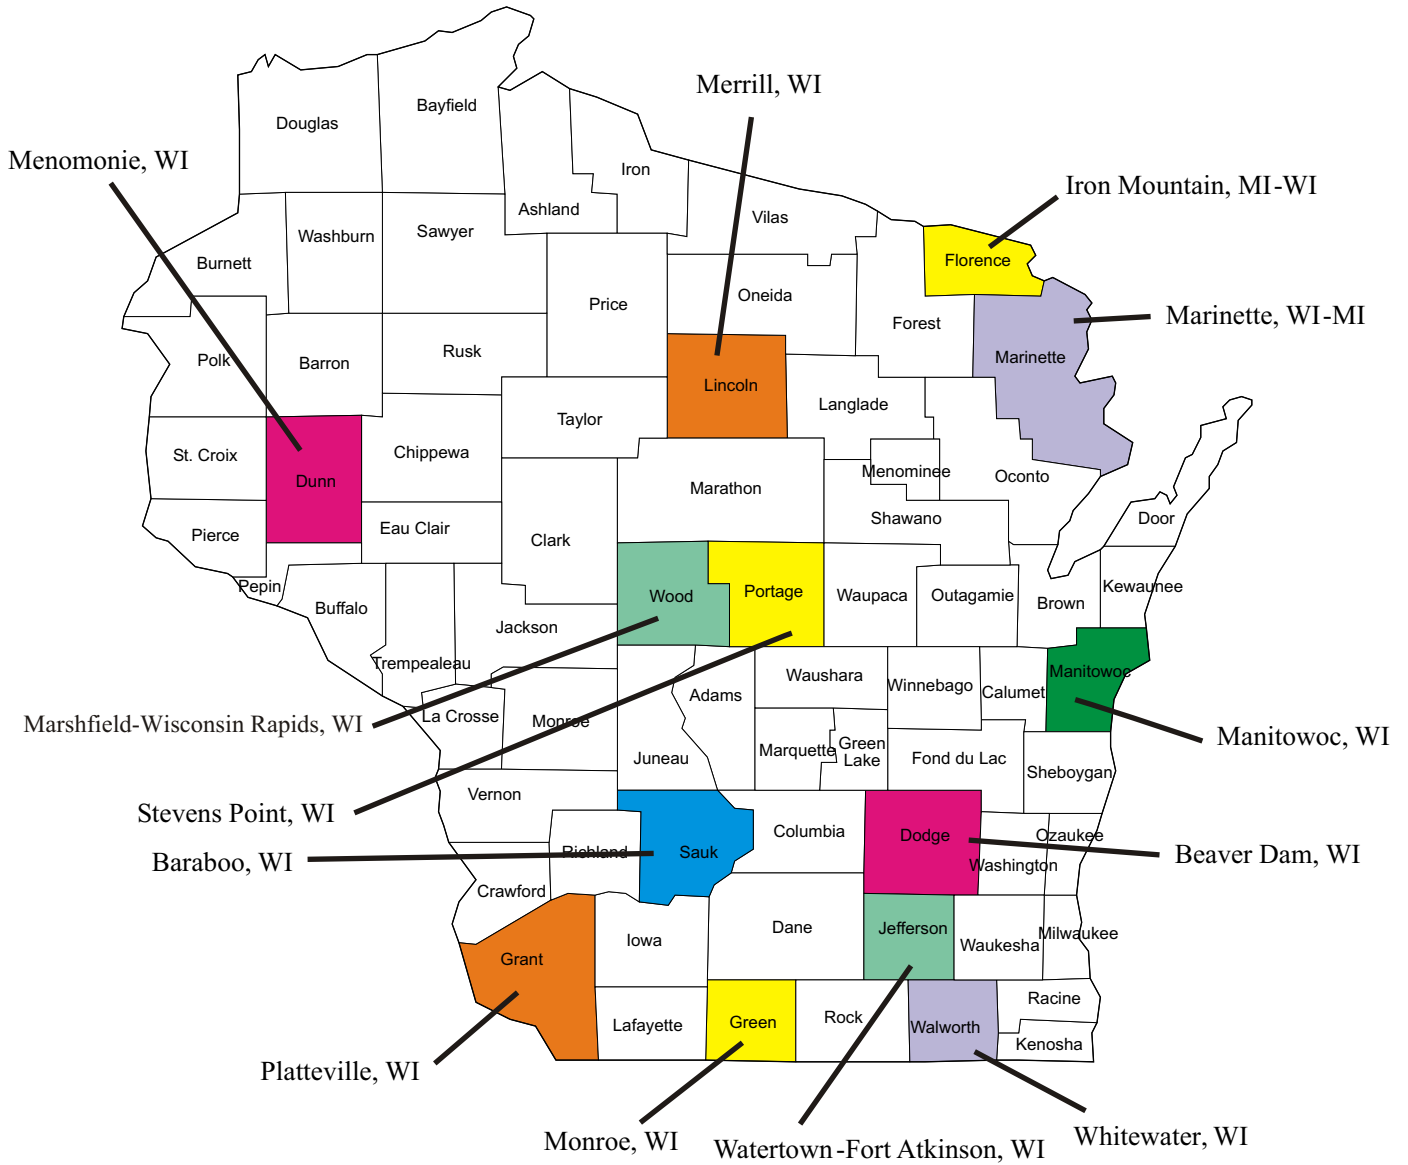 Merrill, WI
Bayfield
Douglas
Menomonie, WI
Iron
Iron Mountain, MI-WI
Ashland
Vilas
Washburn
Sawyer
Burnett
Florence
Oneida
Price
Marinette, WI-MI
Forest
Rusk
Polk
Barron
Marinette
Lincoln
Langlade
Taylor
Chippewa
St. Croix
Menominee
Oconto
Dunn
Marathon
Shawano
Door
Eau Clair
Pierce
Clark
Pepin
Kewaunee
Portage
Wood
Waupaca
Outagamie
Brown
Buffalo
Jackson
Trempealeau
Manitowoc
Waushara
Winnebago
Calumet
Adams
Marshfield-Wisconsin Rapids, WI
La Crosse
Monroe
Manitowoc, WI
Marquette
Green
Lake
Juneau
Fond du Lac
Sheboygan
Vernon
Stevens Point, WI
Columbia
Dodge
Ozaukee
Baraboo, WI
Richland
Sauk
Beaver Dam, WI
Washington
Crawford
Dane
Jefferson
Milwaukee
Iowa
Waukesha
Grant
Racine
Lafayette
Green
Rock
Walworth
Kenosha
Platteville, WI
Monroe, WI
Watertown-Fort Atkinson, WI
Whitewater, WI